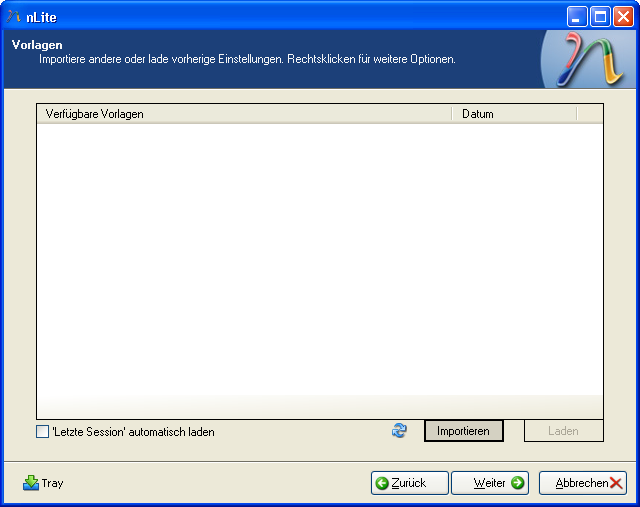 nLite
Vorlagen
Importiere andere oder lade vorherige Einstellungen. Rechtsklicken für weitere Optionen.
Verfügbare Vorlagen Datum
'Letzte Session' automatisch laden Importieren Laden
Tray Zurück Weiter Abbrechen